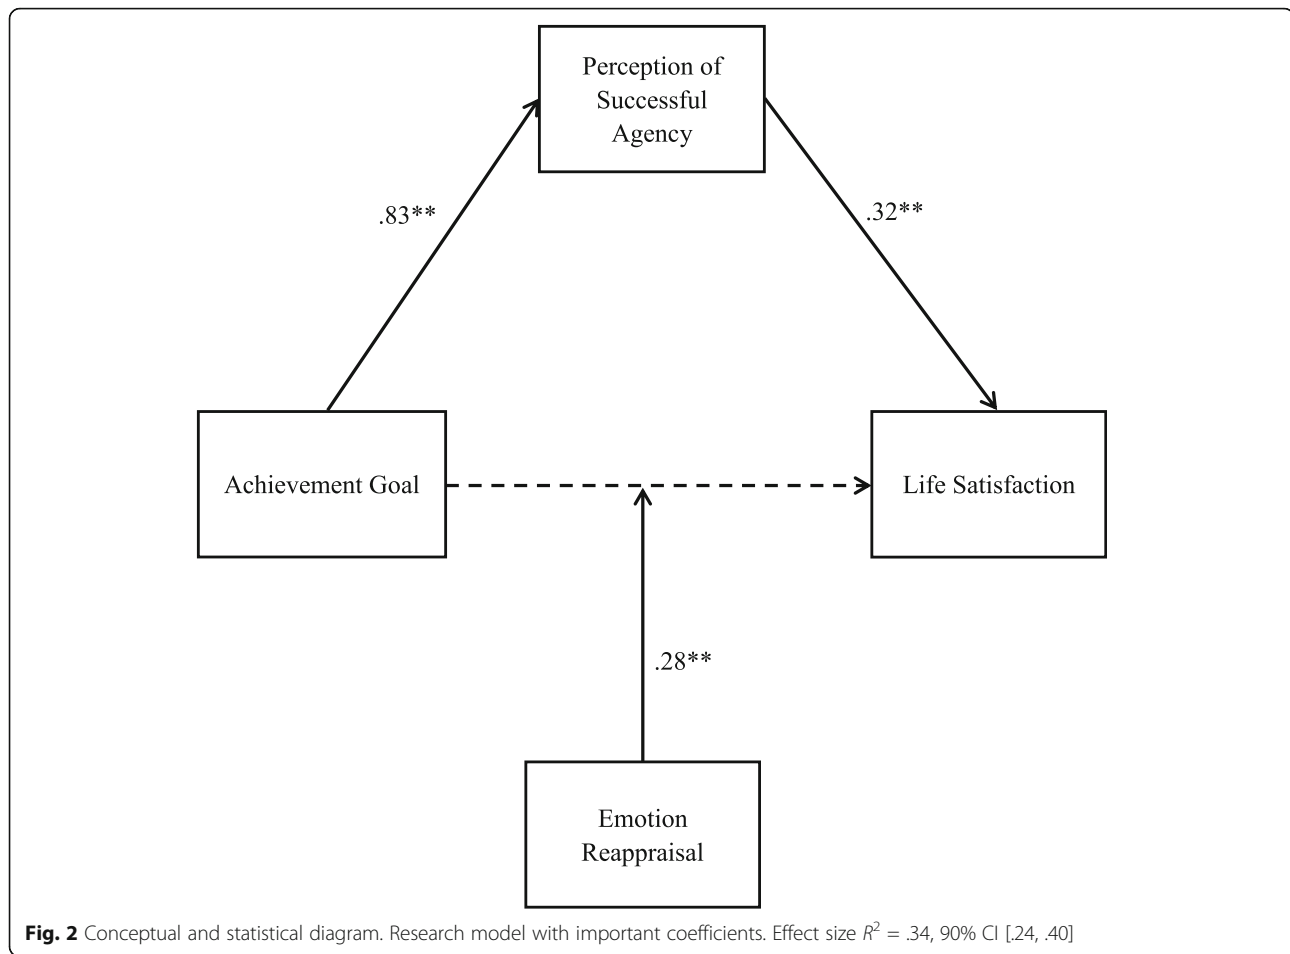 Perception of
Successful
Agency
.83**
.32**
Achievement Goal
Life Satisfaction
.28**
Emotion
Reappraisal
Fig. 2 Conceptual and statistical diagram. Research model with important coefficients. Effect size R² = .34, 90% CI [.24, .40]